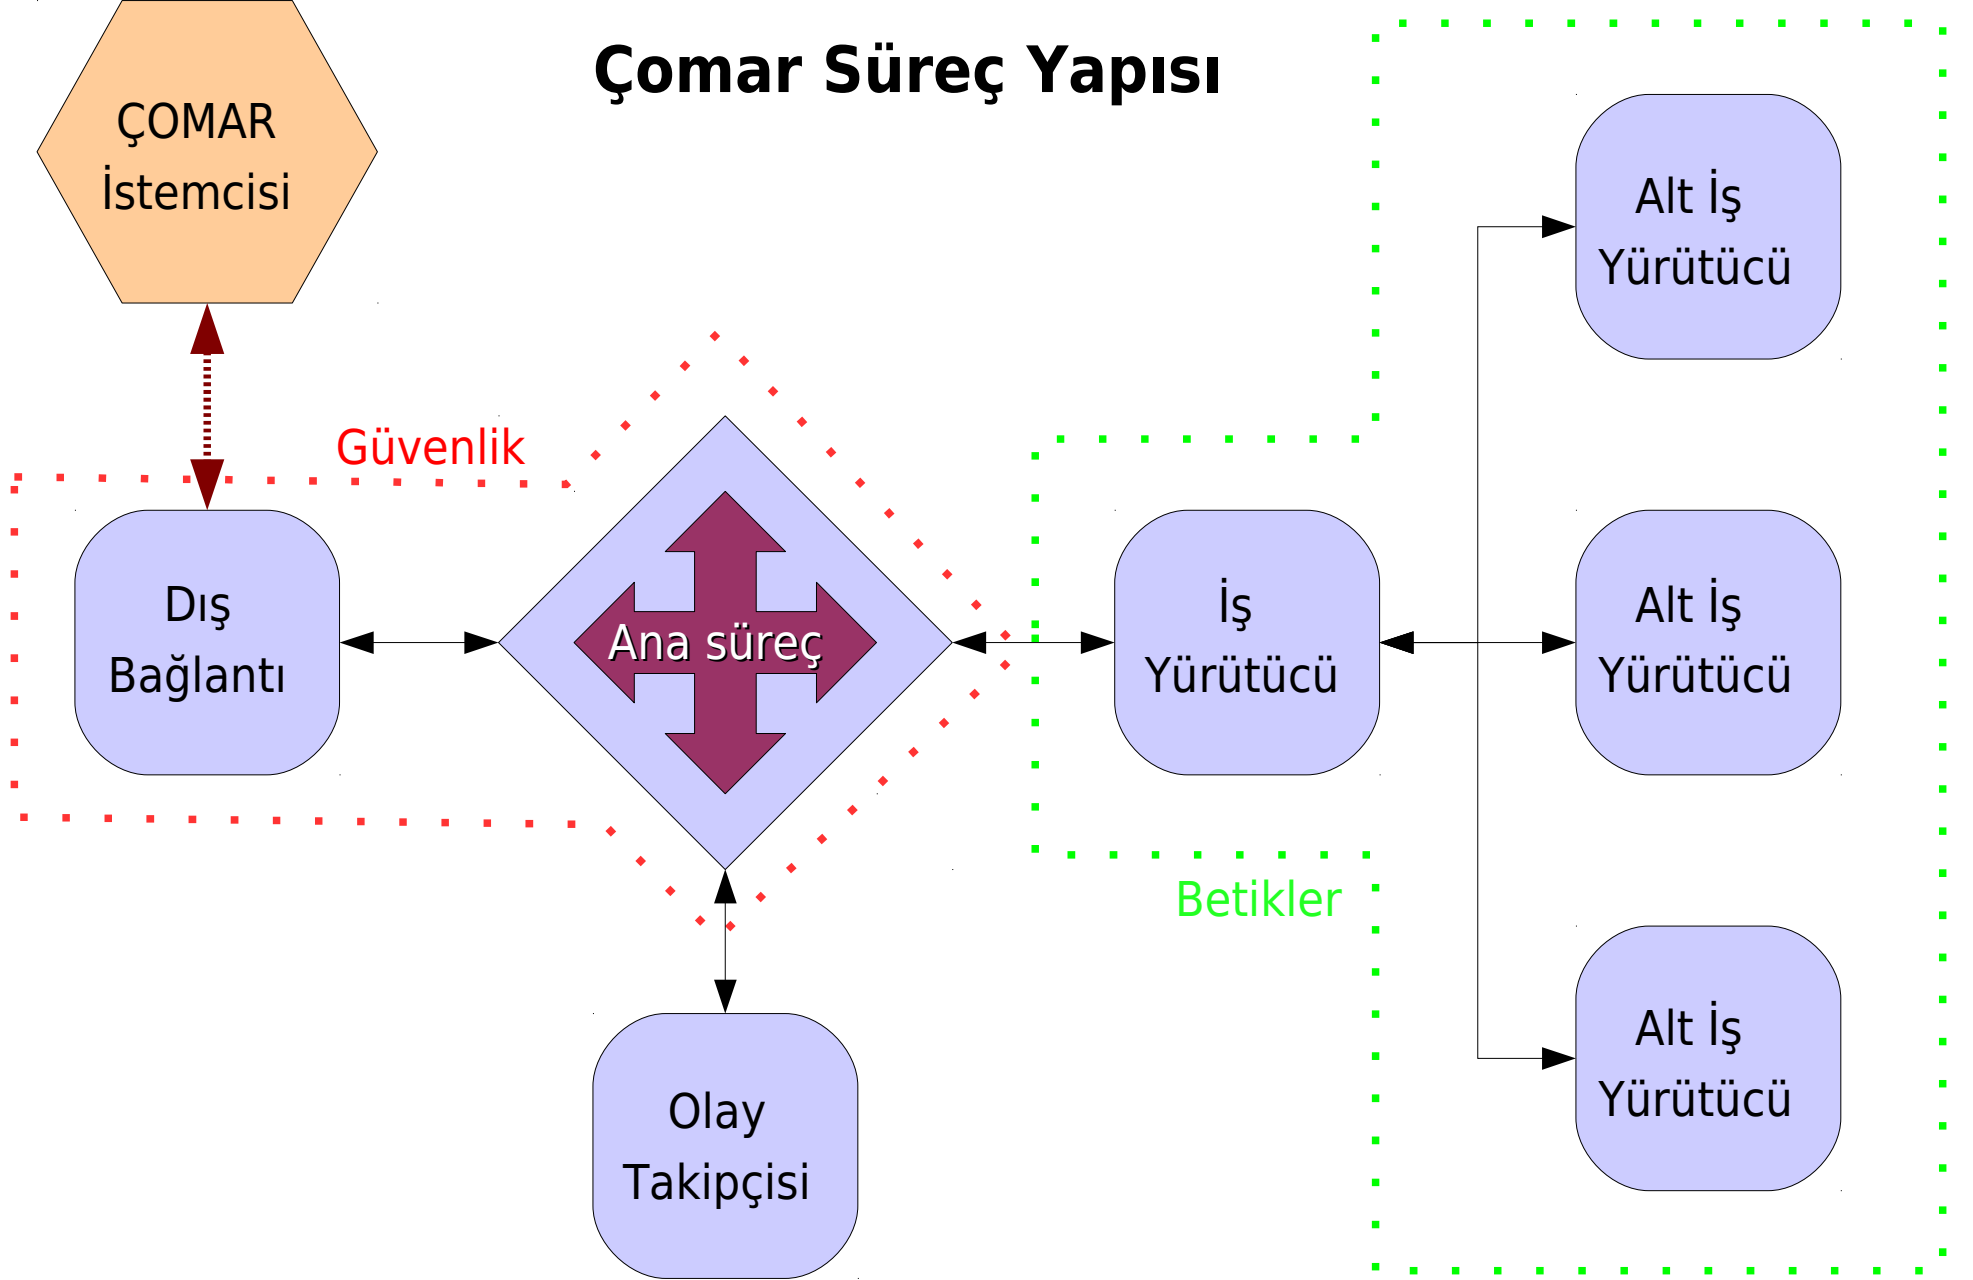 Çomar Süreç Yapısı
ÇOMAR
İstemcisi
Güvenlik
Dış
Bağlantı
Ana süreç
İş
Yürütücü
Alt İş
Yürütücü
Alt İş
Yürütücü
Alt İş
Yürütücü
Betikler
Olay
Takipçisi